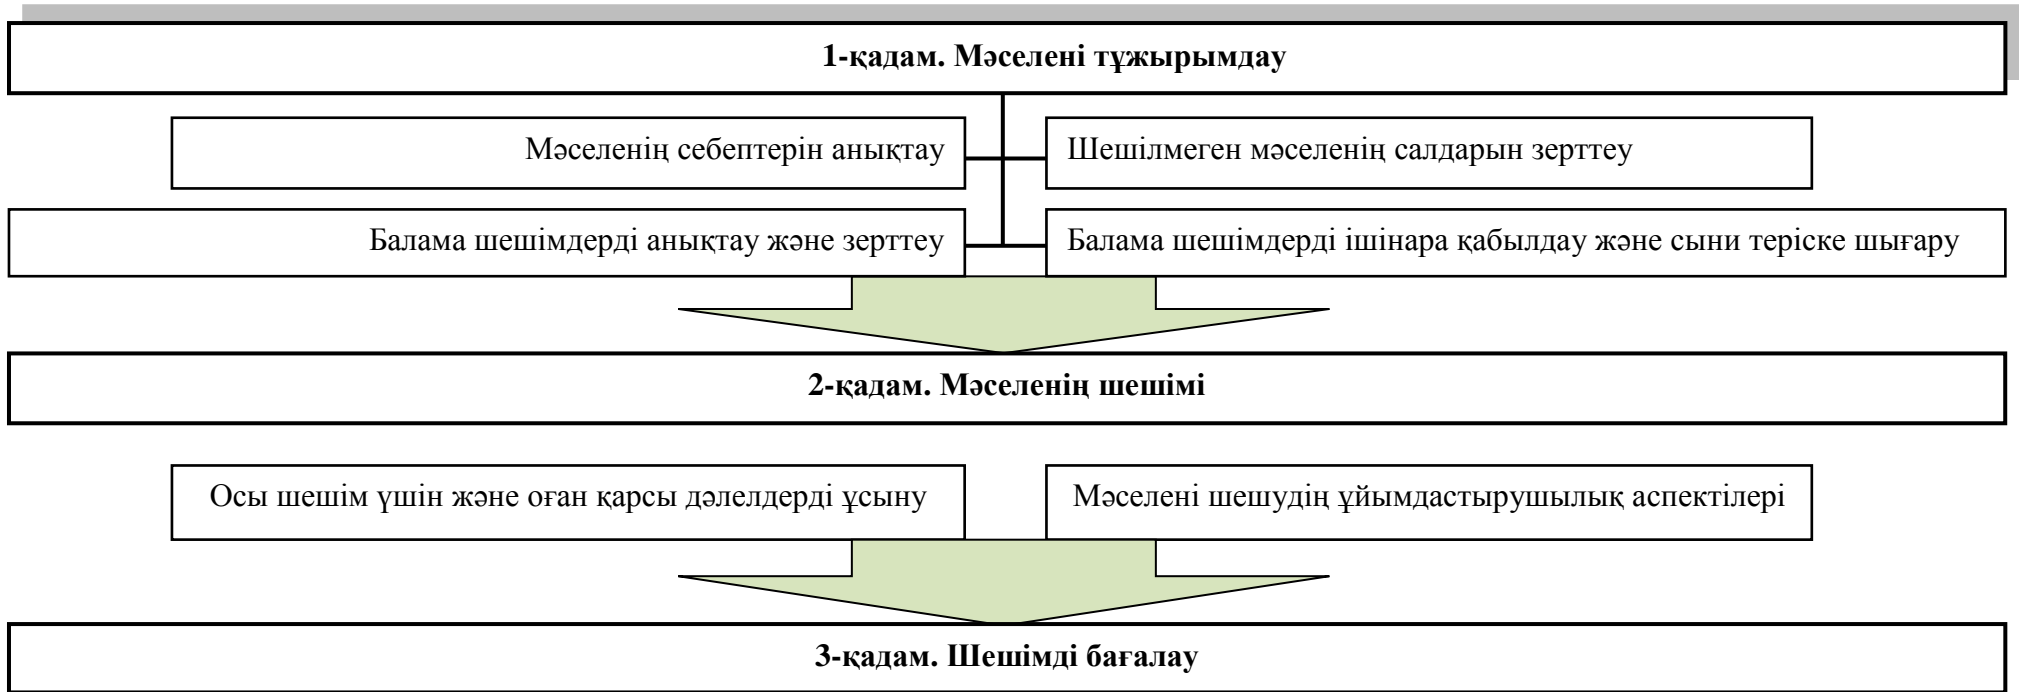 1-қадам. Мәселені тұжырымдау
Мәселенің себептерін анықтау
Шешілмеген мәселенің салдарын зерттеу
Балама шешімдерді анықтау және зерттеу
Балама шешімдерді ішінара қабылдау және сыни теріске шығару
2-қадам. Мәселенің шешімі
Осы шешім үшін және оған қарсы дәлелдерді ұсыну
Мәселені шешудің ұйымдастырушылық аспектілері
3-қадам. Шешімді бағалау